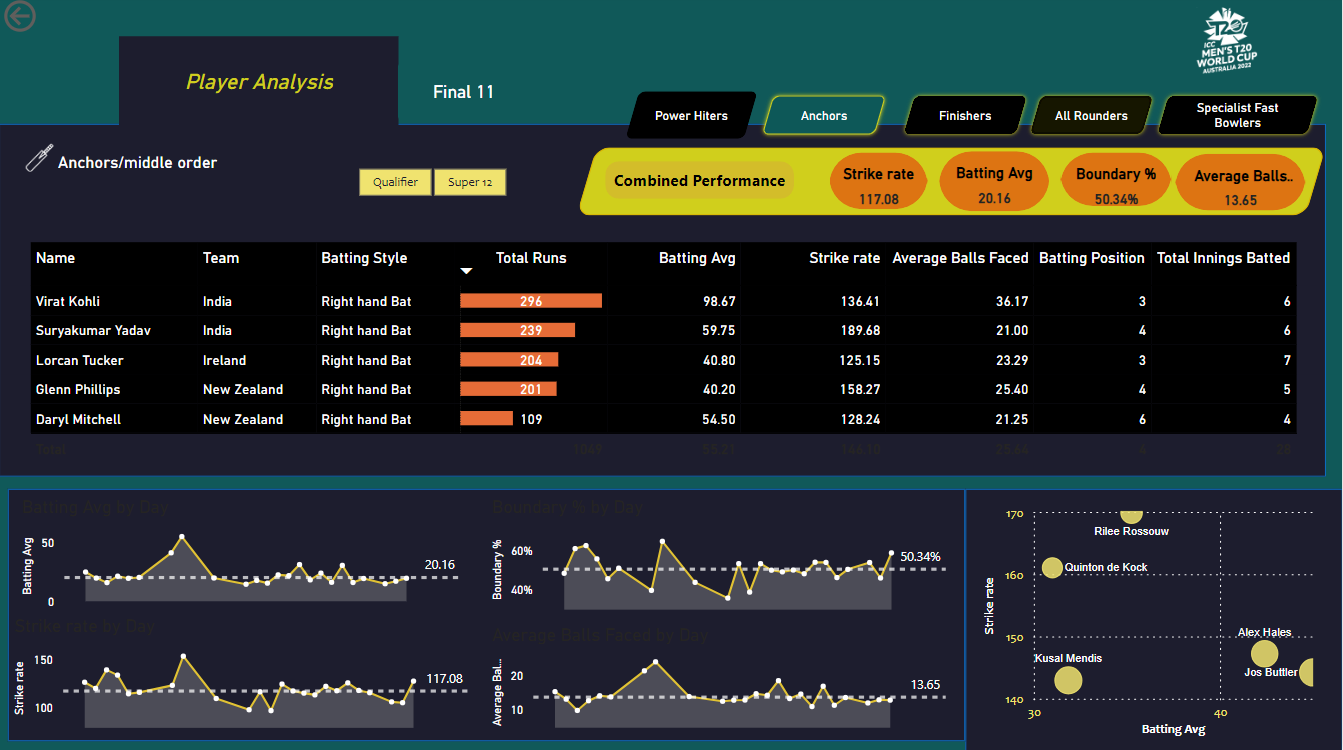 ICC
MEN'S T20
WORLD CUP
AUSTRALIA 2022
Player Analysis
Final 11
Power Hiters
Anchors
Finishers
All Rounders
Specialist Fast
Bowlers
Anchors/middle order
Qualifier
Super 12
Combined Performance
Strike rate
117.08
Batting Avg
20.16
Boundary %
50.34%
Average Balls..
13.65
Name Team Batting Style Total Runs Batting Avg Strike rate Average Balls Faced Batting Position Total Innings Batted
Virat Kohli India Right hand Bat 296 98.67 136.41 36.17 3 6
Suryakumar Yadav India Right hand Bat 239 59.75 189.68 21.00 4 6
Lorcan Tucker Ireland Right hand Bat 204 40.80 125.15 23.29 3 7
Glenn Phillips New Zealand Right hand Bat 201 40.20 158.27 25.40 4 5
Daryl Mitchell New Zealand Right hand Bat 109 54.50 128.24 21.25 6 4
Total 1049
Batting Avg by Day
Batting Avg
50
0
20.16
Boundary % by Day
Boundary %
60%
40%
50.34%
Strike rate by Day
Strike rate
150
100
117.08
Average Balls Faced by Day
Average Bal...
20
10
13.65
Strike rate
170
160
150
140
Rilee Rossouw
Quinton de Kock
Alex Hales
Kusal Mendis
Jos Buttler
30
40
Batting Avg